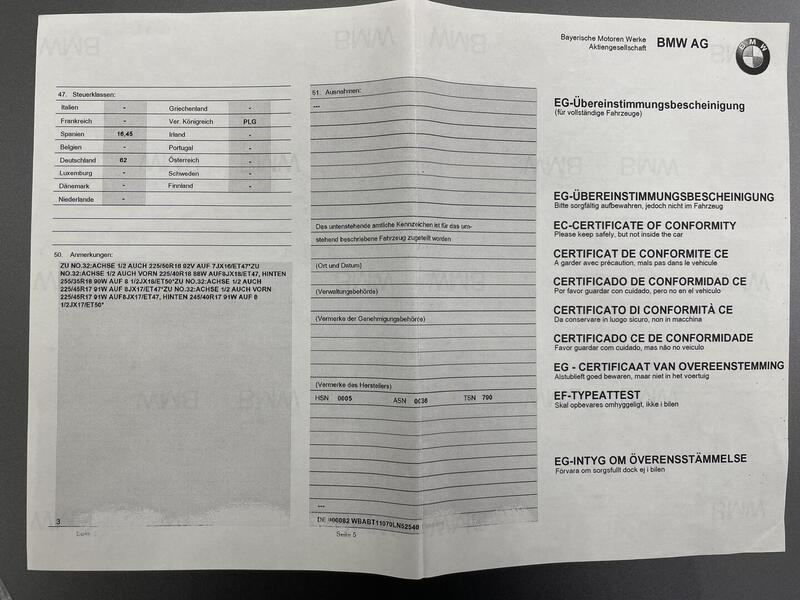 47. Steuerklassen:
Italien - Griechenland -
Frankreich - Ver. Königreich PLG
Spanien 16,45 Irland -
Belgien - Portugal -
Deutschland 62 Österreich -
Luxemburg - Schweden -
Dänemark - Finnland -
Niederlande -
50. Anmerkungen:
ZU NO.32:ACHSE 1/2 AUCH 225/50R16 92V AUF 7JX16/ET47*ZU
NO.32:ACHSE 1/2 AUCH VORN 225/40R18 88W AUF8JX18/ET47, HINTEN
255/35R18 90W AUF 8 1/2JX18/ET50*ZU NO.32:ACHSE 1/2 AUCH
225/45R17 91W AUF 8JX17/ET47*ZU NO.32:ACHSE 1/2 AUCH VORN
225/45R17 91W AUF8JX17/ET47, HINTEN 245/40R17 91W AUF 8
1/2JX17/ET50*
3
51. Ausnahmen:
---
Das untenstehende amtliche Kennzeichen ist für das um-
stehend beschriebene Fahrzeug zugeteilt worden
(Ort und Datum)
(Verwaltungsbehörde)
(Vermerke der Genehmigungsbehörde)
(Vermerke des Herstellers)
HSN 0005 ASN 0036 TSN 790
---
DE 000082 WBABT11070LN52540
Seite 5
Bayerische Motoren Werke
Aktiengesellschaft
BMW AG
BMW
EG-Übereinstimmungsbescheinigung
(für vollständige Fahrzeuge)
EG-ÜBEREINSTIMMUNGSBESCHEINIGUNG
Bitte sorgfältig aufbewahren, jedoch nicht im Fahrzeug
EC-CERTIFICATE OF CONFORMITY
Please keep safely, but not inside the car
CERTIFICAT DE CONFORMITE CE
A garder avec précaution, mais pas dans le véhicule
CERTIFICADO DE CONFORMIDAD CE
Por favor guardar con cuidado, pero no en el vehículo
CERTIFICATO DI CONFORMITÀ CE
Da conservare in luogo sicuro, non in macchina
CERTIFICADO CE DE CONFORMIDADE
Favor guardar com cuidado, mas não no veiculo
EG - CERTIFICAAT VAN OVEREENSTEMMING
Alstublieft goed bewaren, maar niet in het voertuig
EF-TYPEATTEST
Skal opbevares omhyggeligt, ikke i bilen
EG-INTYG OM ÖVERENSSTÄMMELSE
Förvara om sorgsfullt dock ej i bilen